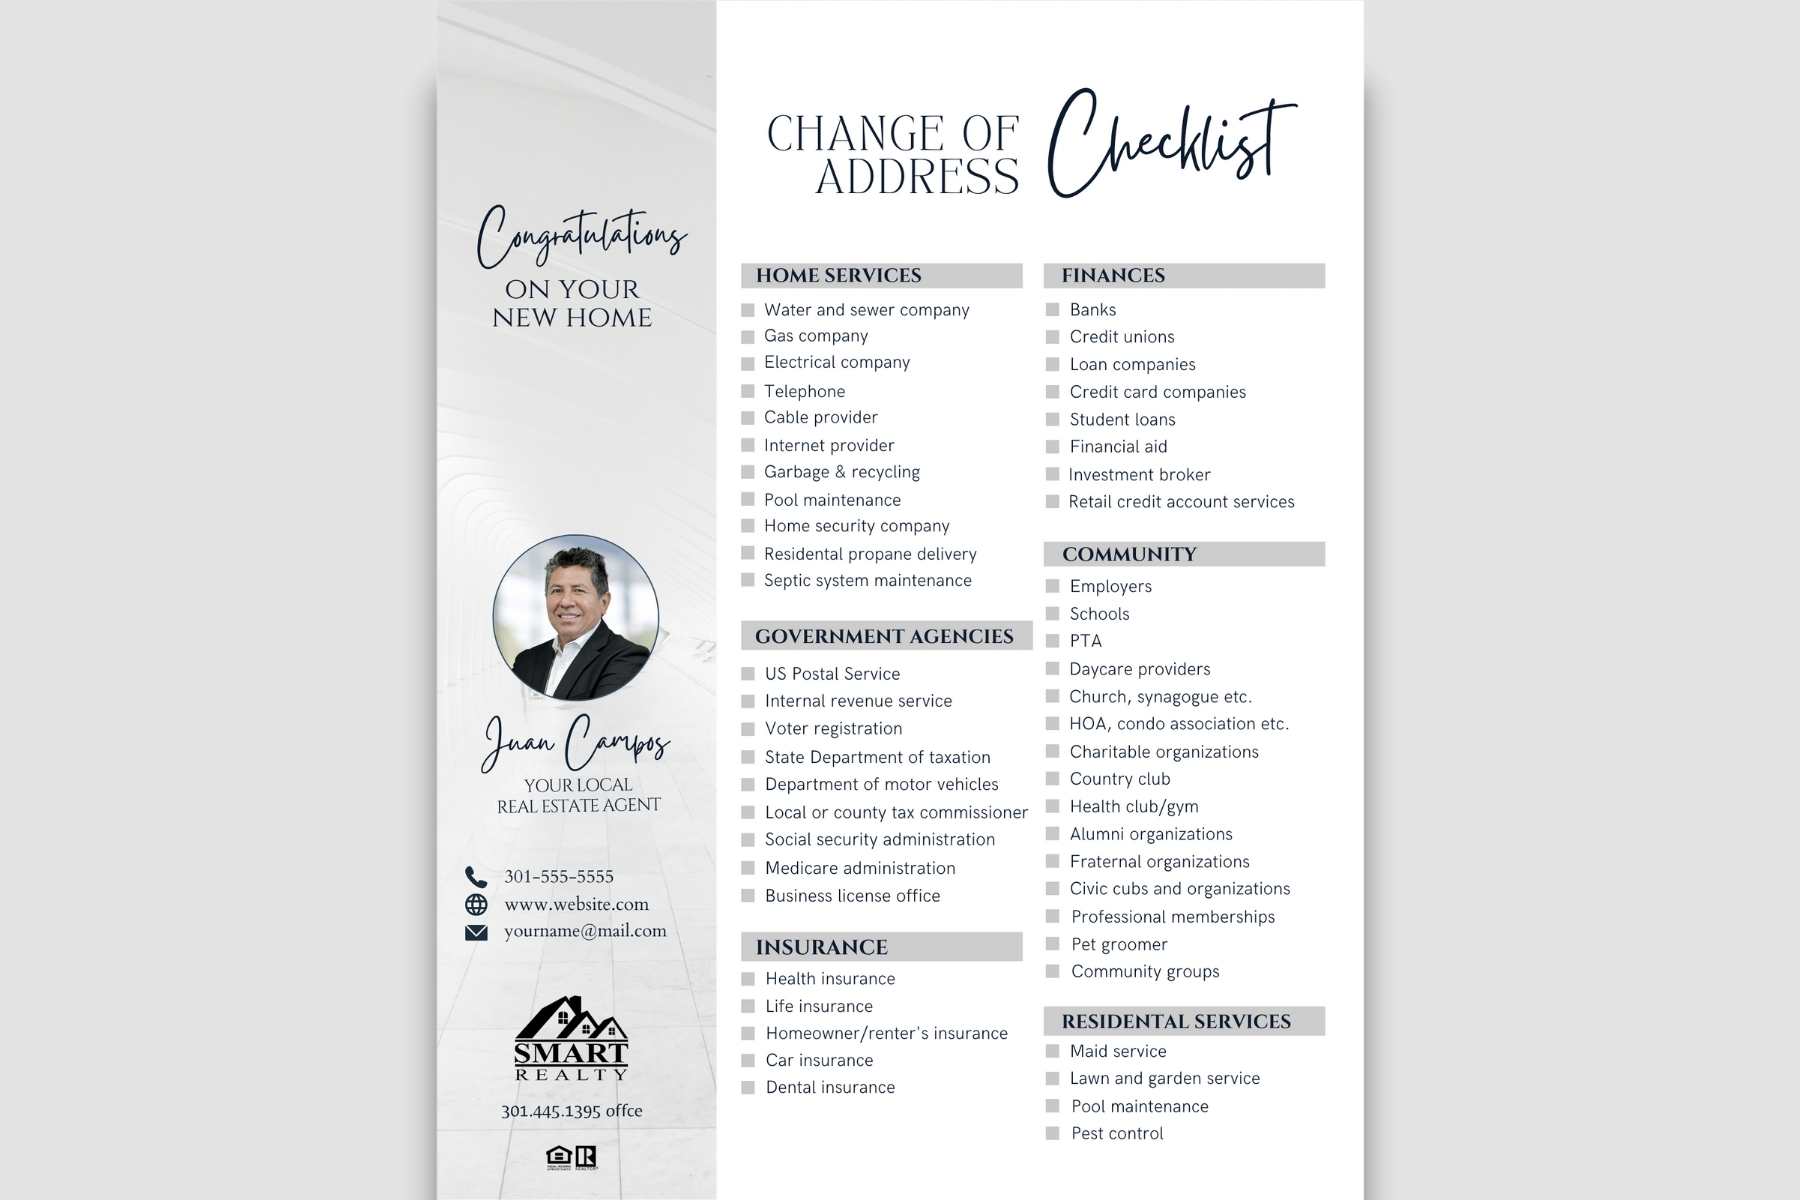 Congratulations
ON YOUR
NEW HOME
Juan Campos
YOUR LOCAL
REAL ESTATE AGENT
301-555-5555
www.website.com
yourname@mail.com
SMART
REALTY
301.445.1395 offce
CHANGE OF
ADDRESS
Checklist
HOME SERVICES
Water and sewer company
Gas company
Electrical company
Telephone
Cable provider
Internet provider
Garbage & recycling
Pool maintenance
Home security company
Residental propane delivery
Septic system maintenance
GOVERNMENT AGENCIES
US Postal Service
Internal revenue service
Voter registration
State Department of taxation
Department of motor vehicles
Local or county tax commissioner
Social security administration
Medicare administration
Business license office
INSURANCE
Health insurance
Life insurance
Homeowner/renter's insurance
Car insurance
Dental insurance
FINANCES
Banks
Credit unions
Loan companies
Credit card companies
Student loans
Financial aid
Investment broker
Retail credit account services
COMMUNITY
Employers
Schools
PTA
Daycare providers
Church, synagogue etc.
HOA, condo association etc.
Charitable organizations
Country club
Health club/gym
Alumni organizations
Fraternal organizations
Civic cubs and organizations
Professional memberships
Pet groomer
Community groups
RESIDENTAL SERVICES
Maid service
Lawn and garden service
Pool maintenance
Pest control